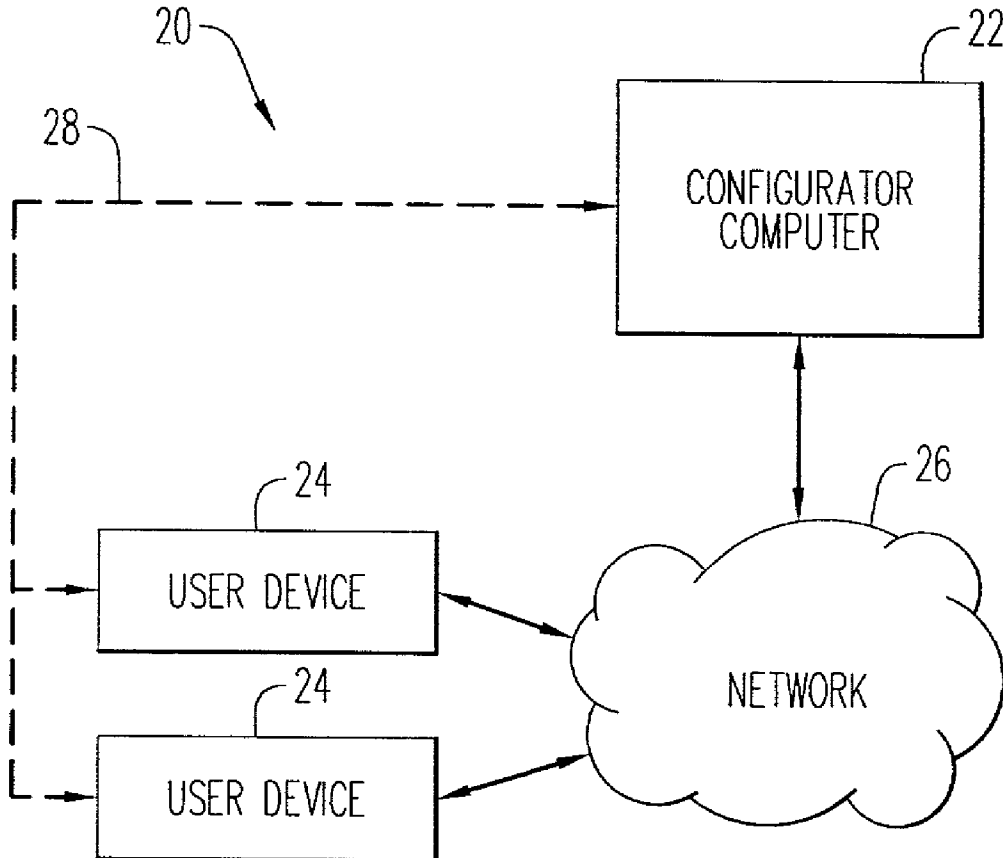 20
22
28
CONFIGURATOR
COMPUTER
24
26
USER DEVICE
NETWORK
24
USER DEVICE